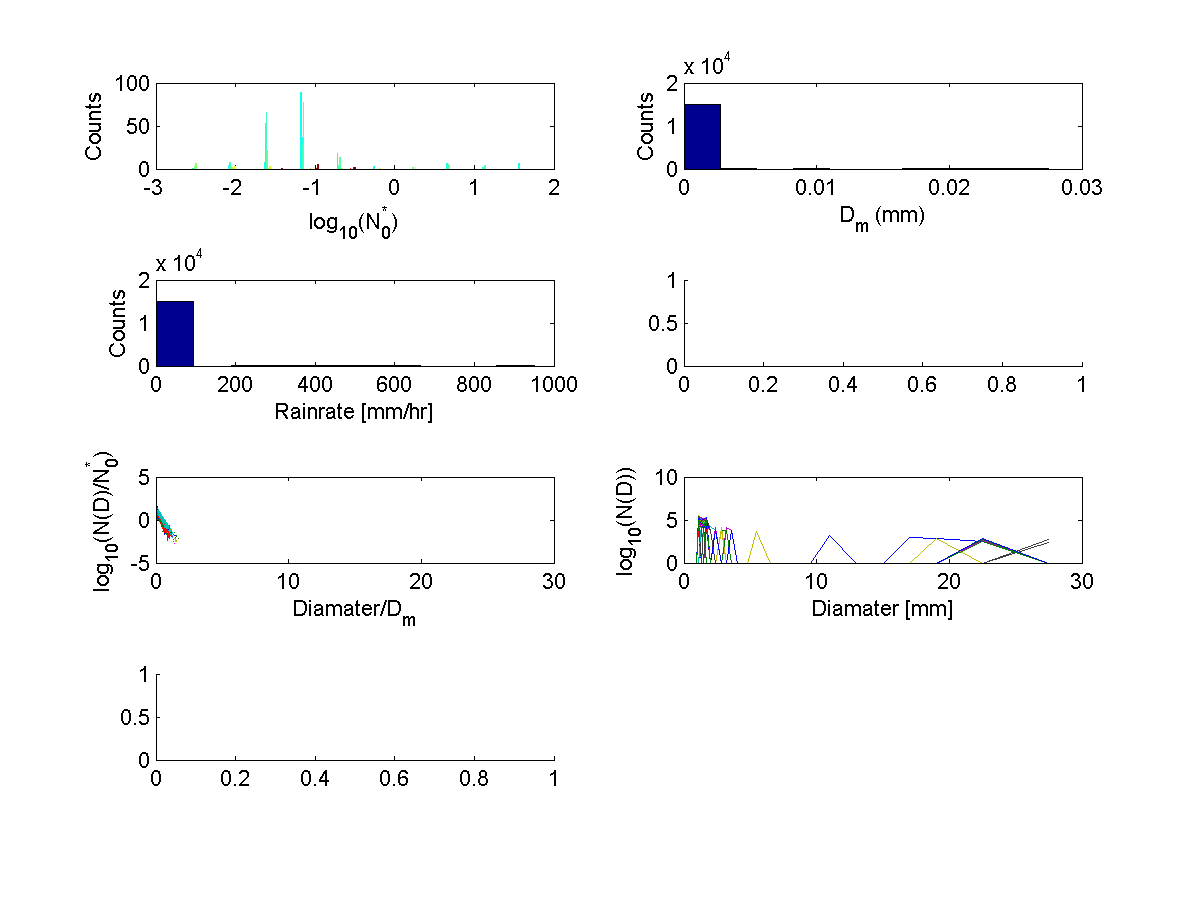 Counts
100
50
0
-3 -2 -1 0 1 2
log10(N0*)
x 10^4
Counts
2
1
0
0 0.01 0.02 0.03
Dm (mm)
x 10^4
Counts
2
1
0
0 200 400 600 800 1000
Rainrate [mm/hr]
1
0.5
0
0 0.2 0.4 0.6 0.8 1
log10(N(D)/N0*)
5
0
-5
0 10 20 30
Diamater/Dm
log10(N(D))
10
5
0
0 10 20 30
Diamater [mm]
1
0.5
0
0 0.2 0.4 0.6 0.8 1